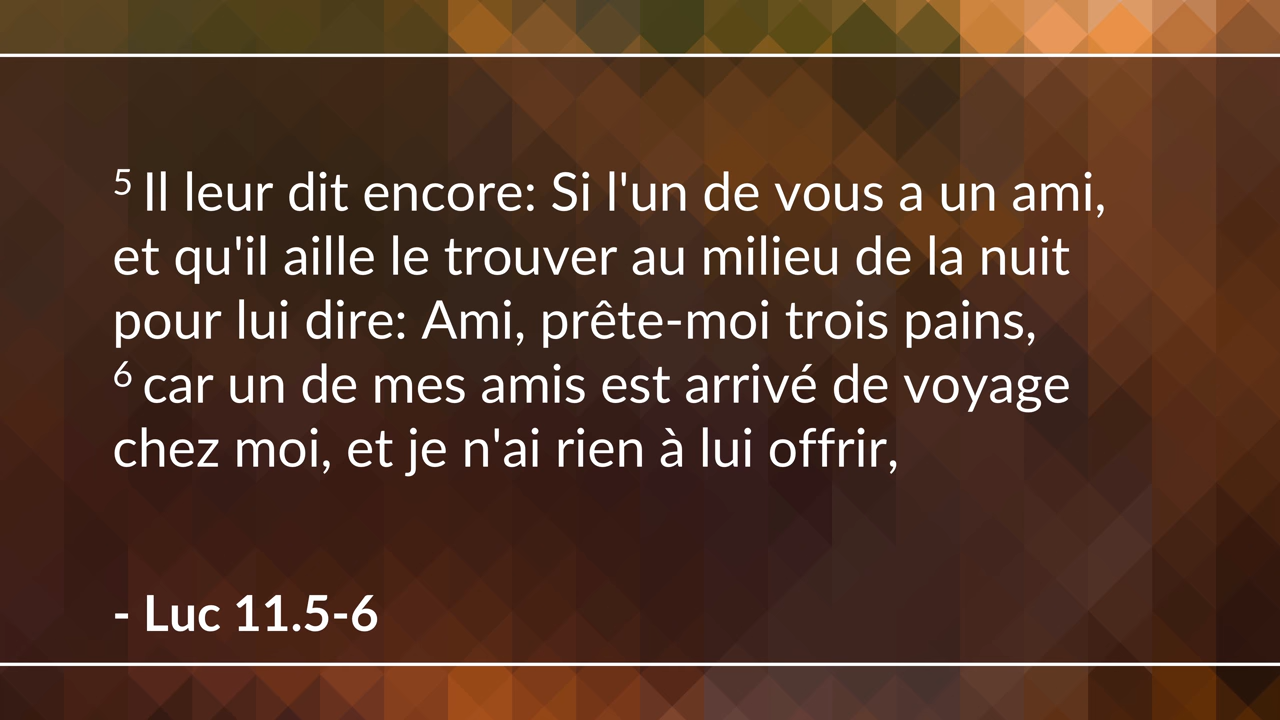 5 Il leur dit encore: Si l'un de vous a un ami,
et qu'il aille le trouver au milieu de la nuit
pour lui dire: Ami, prête-moi trois pains,
6 car un de mes amis est arrivé de voyage
chez moi, et je n'ai rien à lui offrir,
- Luc 11.5-6